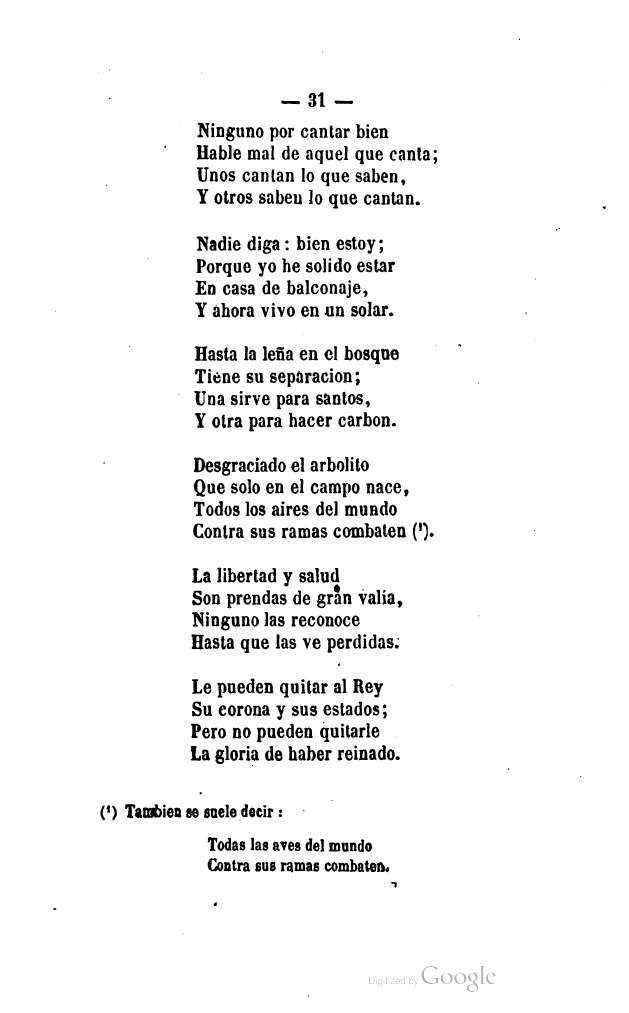 — 31 —
Ninguno por cantar bien
Hable mal de aquel que canta;
Unos cantan lo que saben,
Y otros saben lo que cantan.
Nadie diga : bien estoy;
Porque yo he solido estar
En casa de balconaje,
Y ahora vivo en un solar.
Hasta la leña en el bosque
Tiene su separacion;
Una sirve para santos,
Y otra para hacer carbon.
Desgraciado el arbolito
Que solo en el campo nace,
Todos los aires del mundo
Contra sus ramas combaten (¹).
La libertad y salud
Son prendas de gran valia,
Ninguno las reconoce
Hasta que las ve perdidas.
Le pueden quitar al Rey
Su corona y sus estados;
Pero no pueden quitarle
La gloria de haber reinado.
(¹) Tambien se suele decir :
Todas las aves del mundo
Contra sus ramas combaten.
Digitized by Google